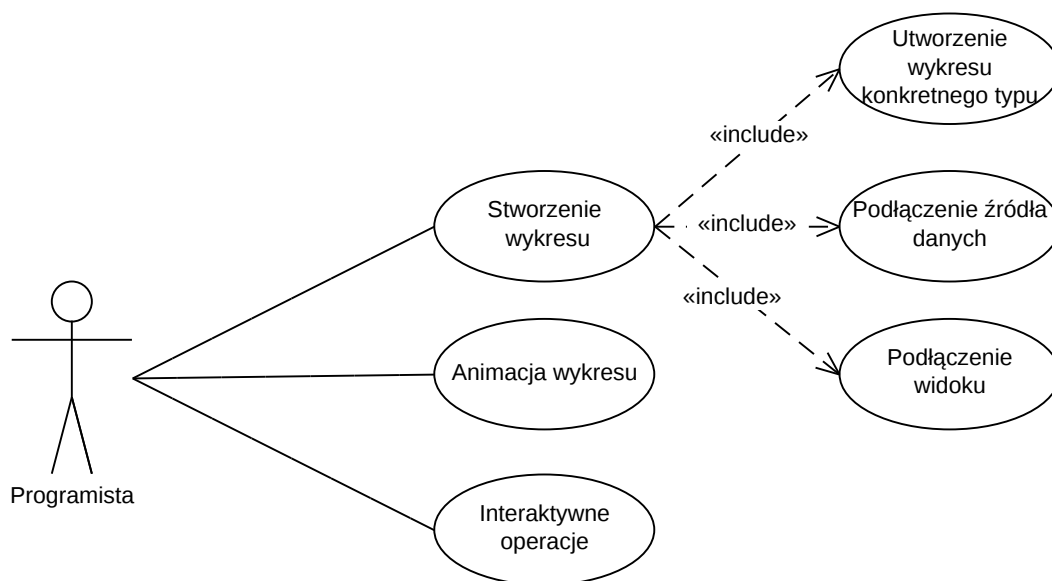 Utworzenie
wykresu
konkretnego typu
«include»
Stworzenie
wykresu
«include»
Podłączenie źródła
danych
«include»
Animacja wykresu
Podłączenie
widoku
Programista
Interaktywne
operacje